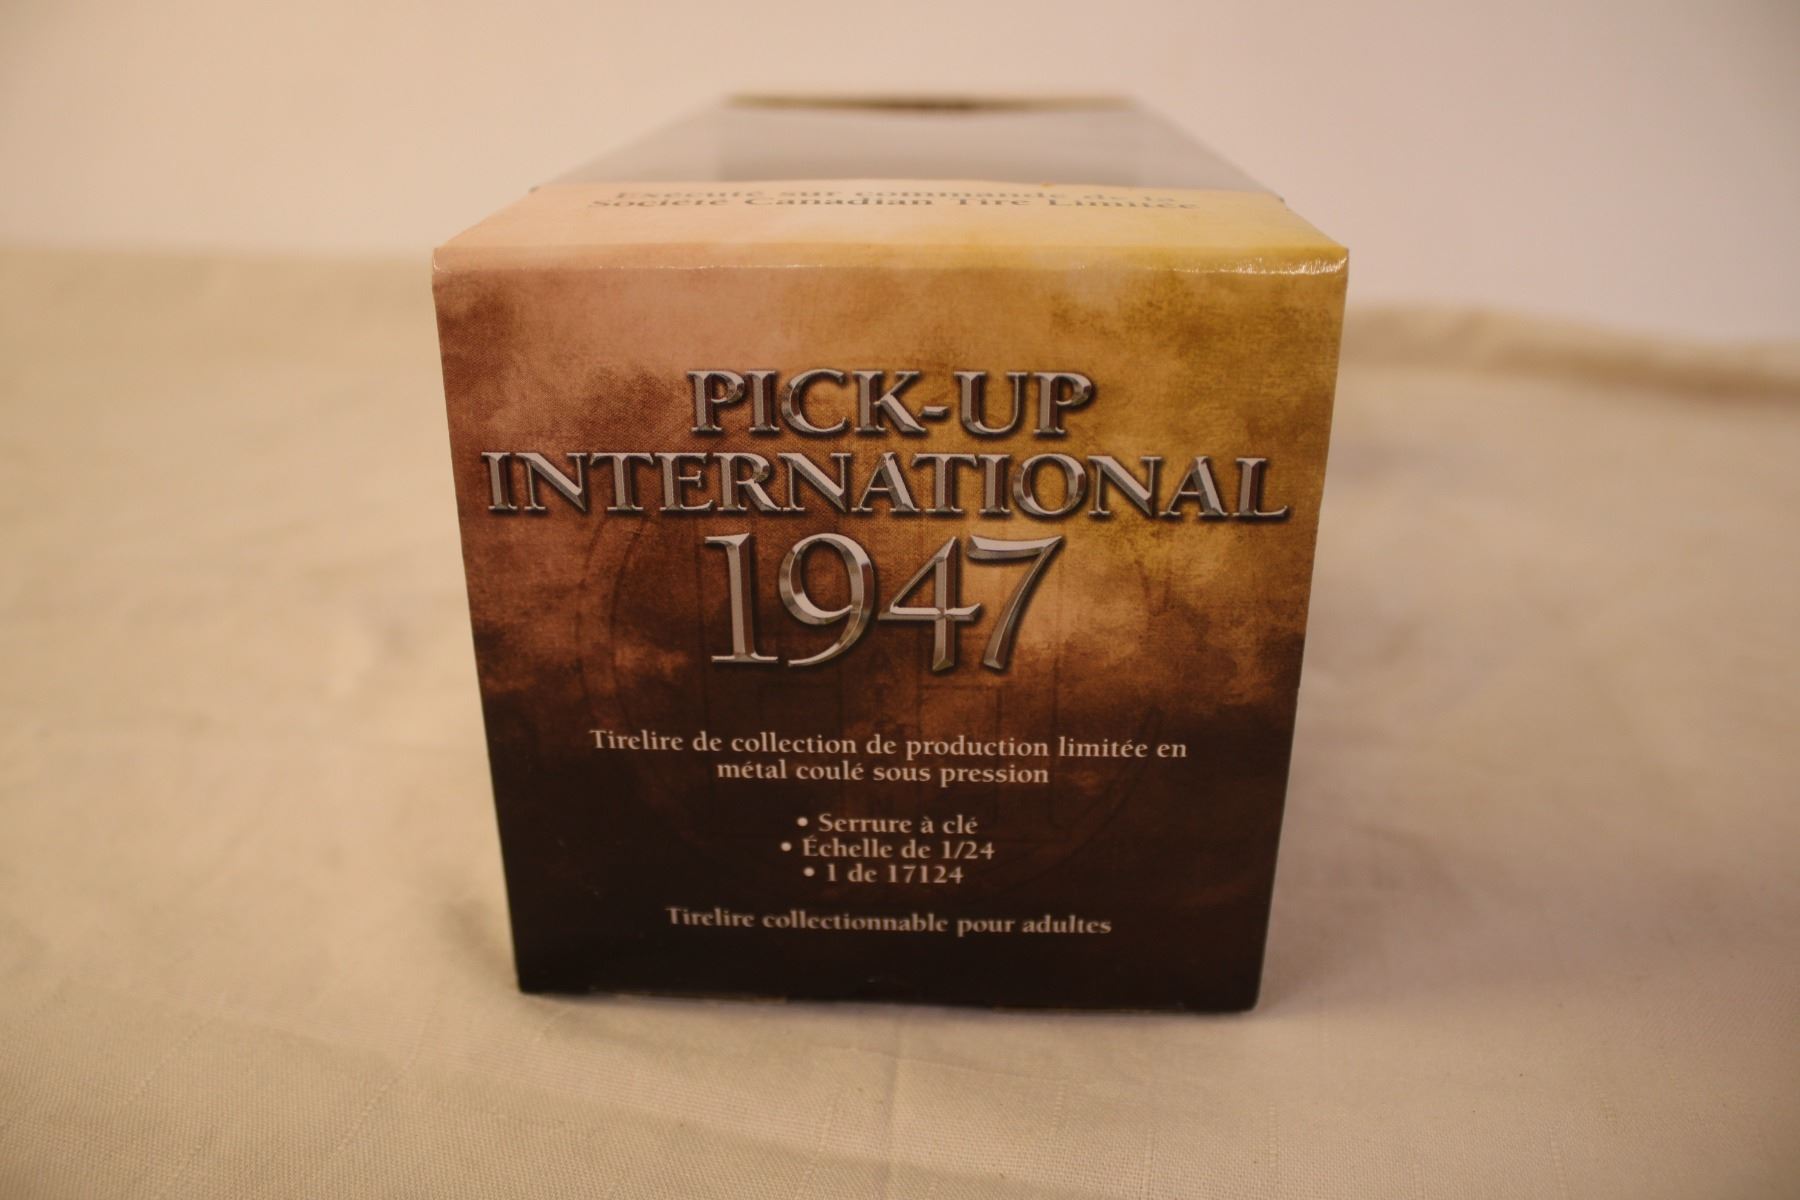 Exécuté sur commande de la
Société Canadian Tire Limitée
PICK-UP
INTERNATIONAL
1947
Tirelire de collection de production limitée en
métal coulé sous pression
• Serrure à clé
• Échelle de 1/24
• 1 de 17124
Tirelire collectionnable pour adultes